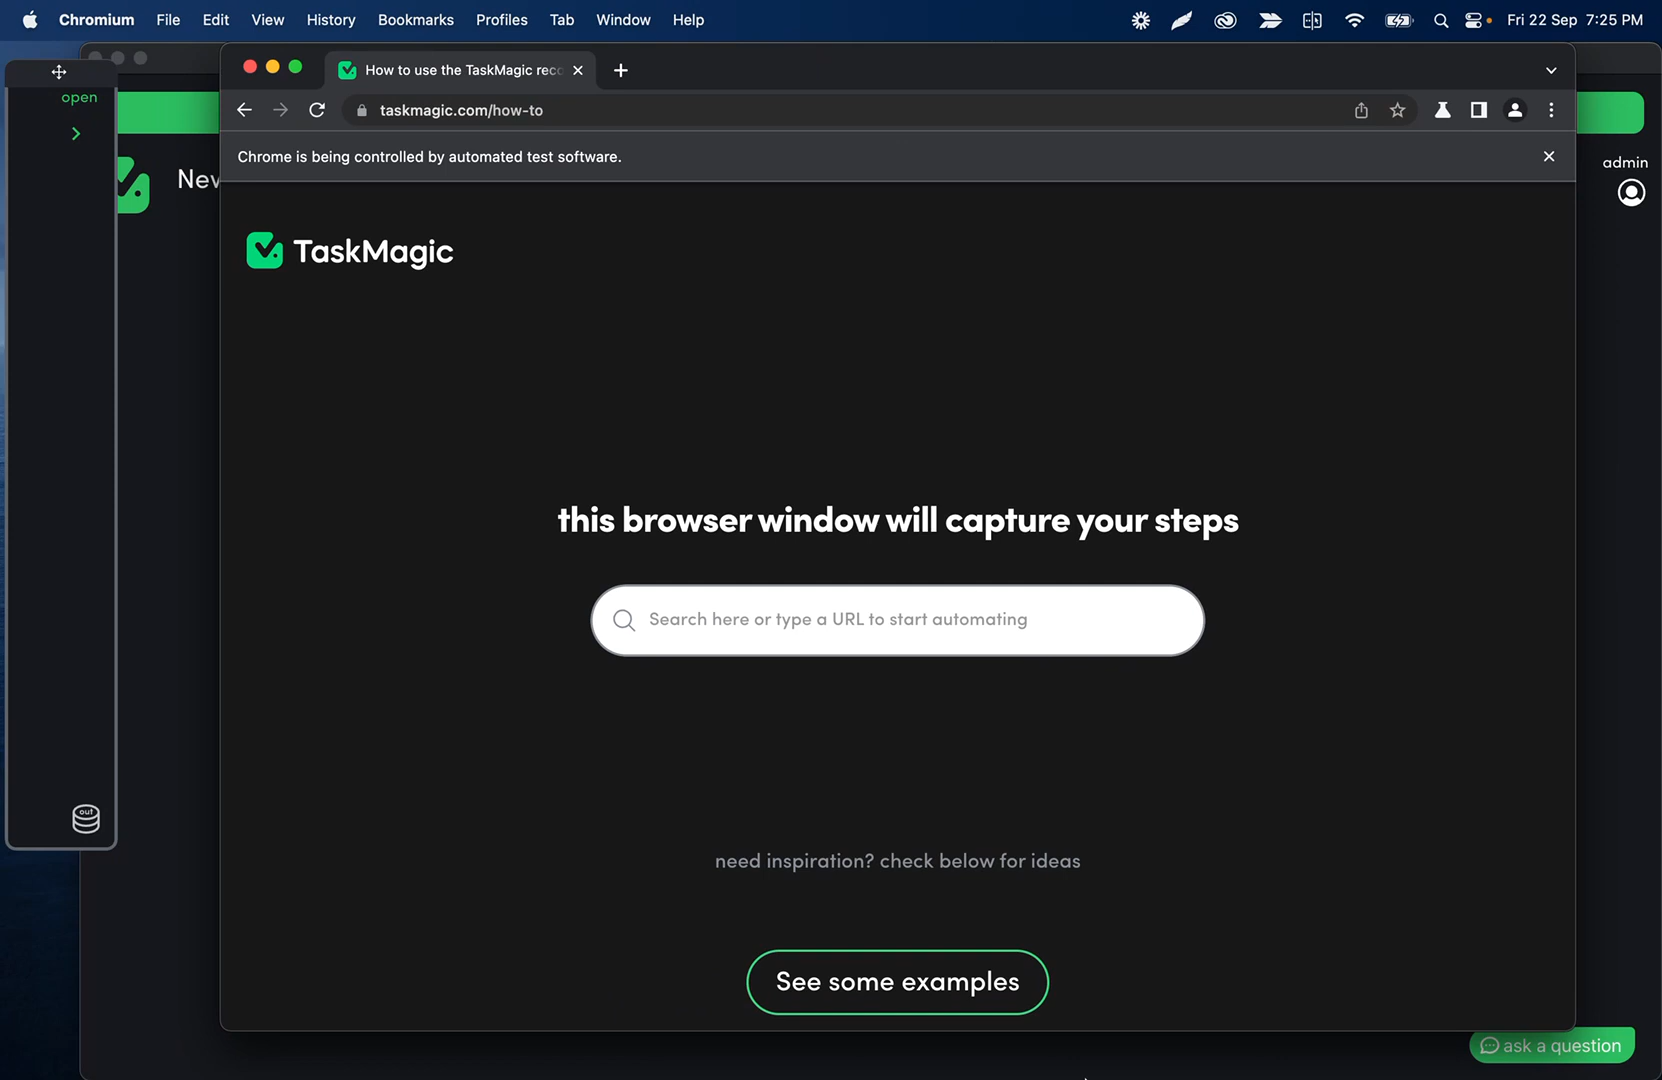 Chromium File Edit View History Bookmarks Profiles Tab Window Help Fri 22 Sep 7:25 PM
How to use the TaskMagic reco
open
taskmagic.com/how-to
Chrome is being controlled by automated test software.
admin
Nev
TaskMagic
this browser window will capture your steps
Search here or type a URL to start automating
out
need inspiration? check below for ideas
See some examples
ask a question